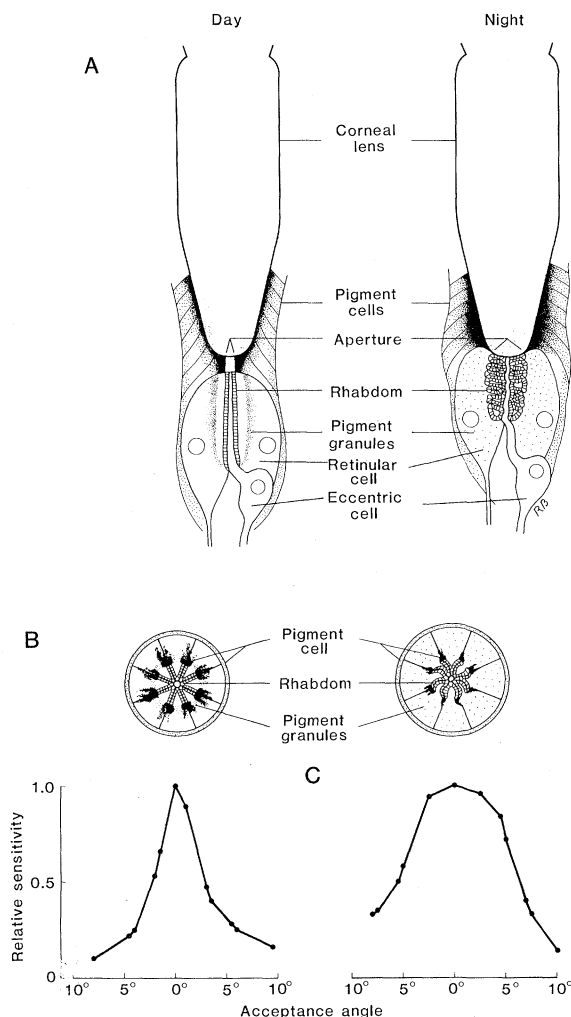 Day
Night
A
Corneal
lens
Pigment
cells
Aperture
Rhabdom
Pigment
granules
Retinular
cell
Eccentric
cell
RB
B
Pigment
cell
Rhabdom
Pigment
granules
C
Relative sensitivity
1.0
0.5
0
10° 5° 0° 5° 10°
10° 5° 0° 5° 10°
Acceptance angle